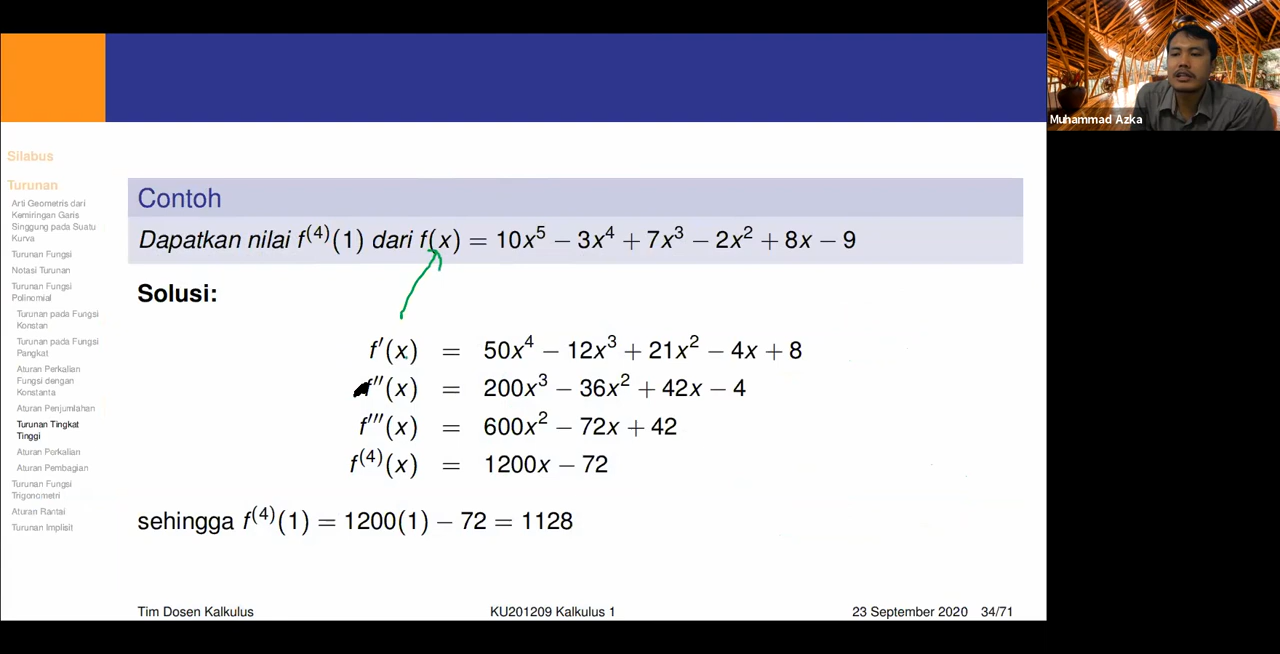 Muhammad Azka
Silabus
Turunan
Arti Geometris dari
Kemiringan Garis
Singgung pada Suatu
Kurva
Turunan Fungsi
Notasi Turunan
Turunan Fungsi
Polinomial
Turunan pada Fungsi
Konstan
Turunan pada Fungsi
Pangkat
Aturan Perkalian
Fungsi dengan
Konstanta
Aturan Penjumlahan
Turunan Tingkat
Tinggi
Aturan Perkalian
Aturan Pembagian
Turunan Fungsi
Trigonometri
Aturan Rantai
Turunan Implisit
Contoh
Dapatkan nilai f⁽⁴⁾(1) dari f(x) = 10x⁵ − 3x⁴ + 7x³ − 2x² + 8x − 9
Solusi:
f′(x) = 50x⁴ − 12x³ + 21x² − 4x + 8
f′′(x) = 200x³ − 36x² + 42x − 4
f′′′(x) = 600x² − 72x + 42
f⁽⁴⁾(x) = 1200x − 72
sehingga f⁽⁴⁾(1) = 1200(1) − 72 = 1128
Tim Dosen Kalkulus KU201209 Kalkulus 1 23 September 2020 34/71